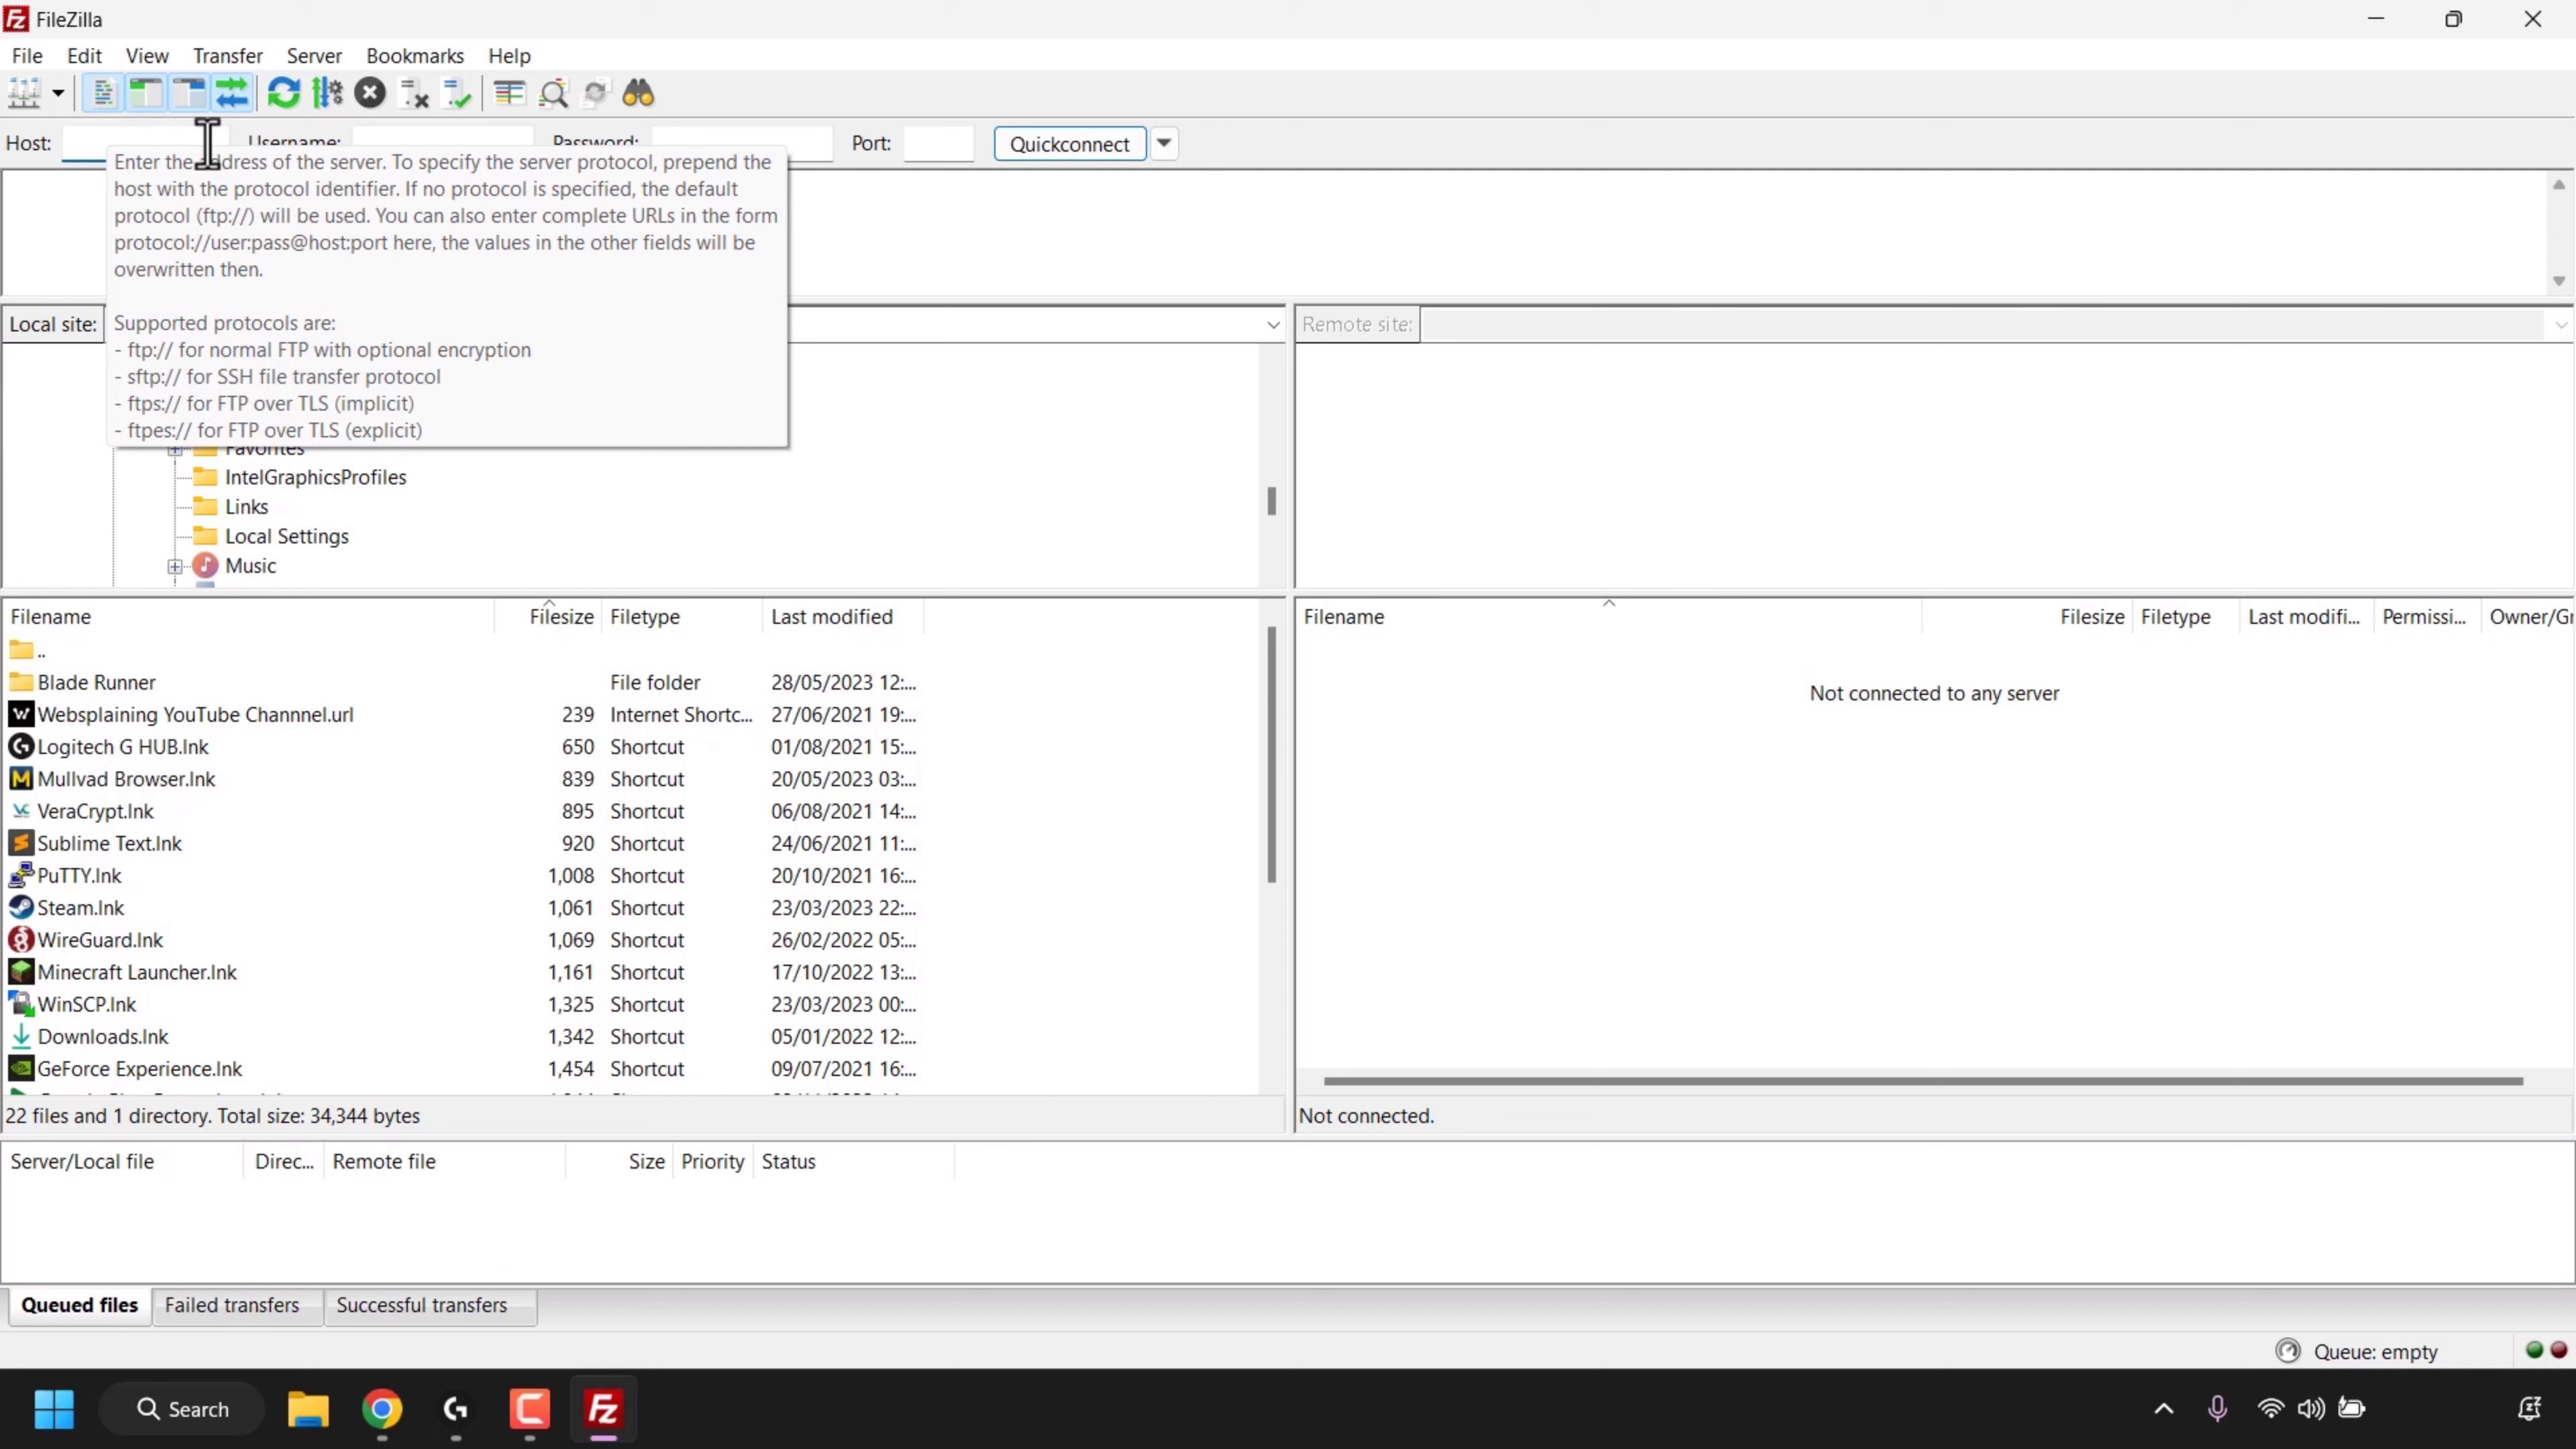 FileZilla
File Edit View Transfer Server Bookmarks Help
Host: Username: Password: Port: Quickconnect
Enter the address of the server. To specify the server protocol, prepend the
host with the protocol identifier. If no protocol is specified, the default
protocol (ftp://) will be used. You can also enter complete URLs in the form
protocol://user:pass@host:port here, the values in the other fields will be
overwritten then.
Supported protocols are:
- ftp:// for normal FTP with optional encryption
- sftp:// for SSH file transfer protocol
- ftps:// for FTP over TLS (implicit)
- ftpes:// for FTP over TLS (explicit)
Local site:
Remote site:
Favorites
IntelGraphicsProfiles
Links
Local Settings
Music
Filename Filesize Filetype Last modified
..
Blade Runner File folder 28/05/2023 12:...
Websplaining YouTube Channnel.url 239 Internet Shortc... 27/06/2021 19:...
Logitech G HUB.lnk 650 Shortcut 01/08/2021 15:...
Mullvad Browser.lnk 839 Shortcut 20/05/2023 03:...
VeraCrypt.lnk 895 Shortcut 06/08/2021 14:...
Sublime Text.lnk 920 Shortcut 24/06/2021 11:...
PuTTY.lnk 1,008 Shortcut 20/10/2021 16:...
Steam.lnk 1,061 Shortcut 23/03/2023 22:...
WireGuard.lnk 1,069 Shortcut 26/02/2022 05:...
Minecraft Launcher.lnk 1,161 Shortcut 17/10/2022 13:...
WinSCP.lnk 1,325 Shortcut 23/03/2023 00:...
Downloads.lnk 1,342 Shortcut 05/01/2022 12:...
GeForce Experience.lnk 1,454 Shortcut 09/07/2021 16:...
22 files and 1 directory. Total size: 34,344 bytes
Filename Filesize Filetype Last modifi... Permissi... Owner/Gr
Not connected to any server
Not connected.
Server/Local file Direc... Remote file Size Priority Status
Queued files Failed transfers Successful transfers
Queue: empty
Search